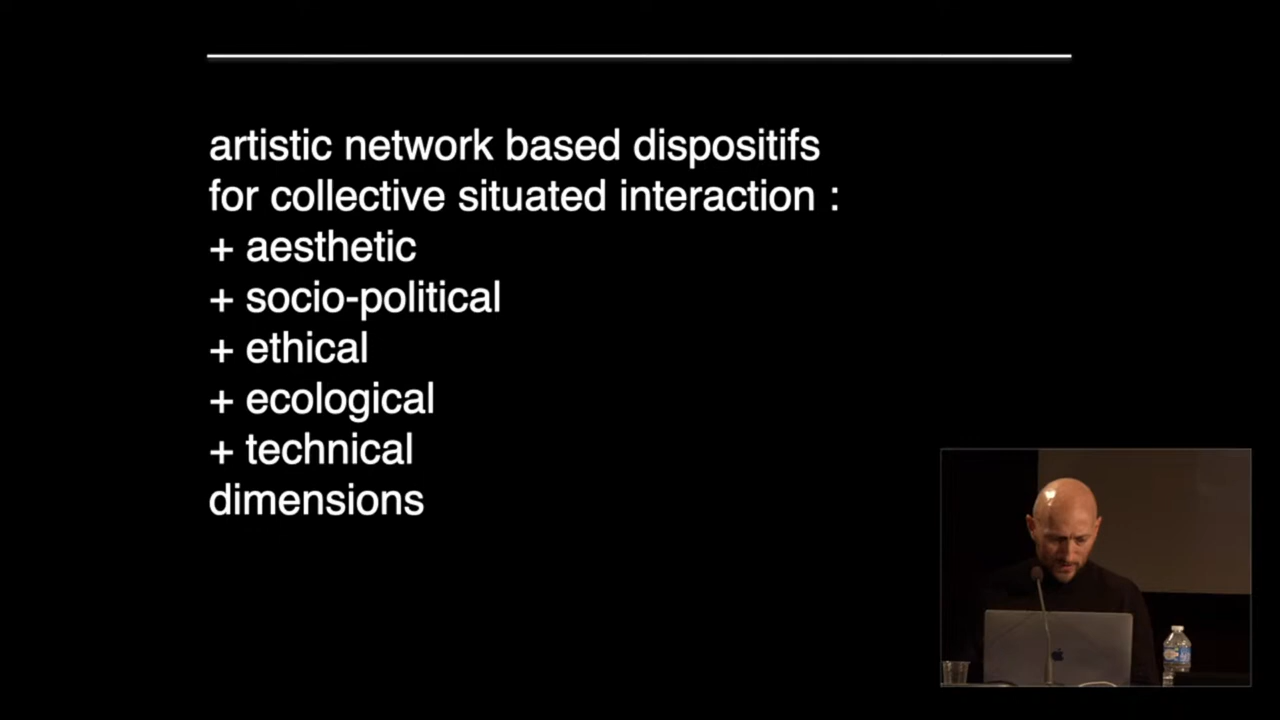 artistic network based dispositifs
for collective situated interaction :
+ aesthetic
+ socio-political
+ ethical
+ ecological
+ technical
dimensions